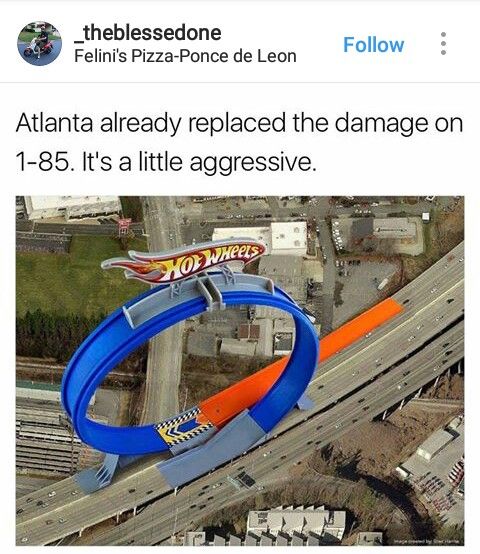 _theblessedone
Felini's Pizza-Ponce de Leon
Follow
Atlanta already replaced the damage on
1-85. It's a little aggressive.
HOT WHEELS